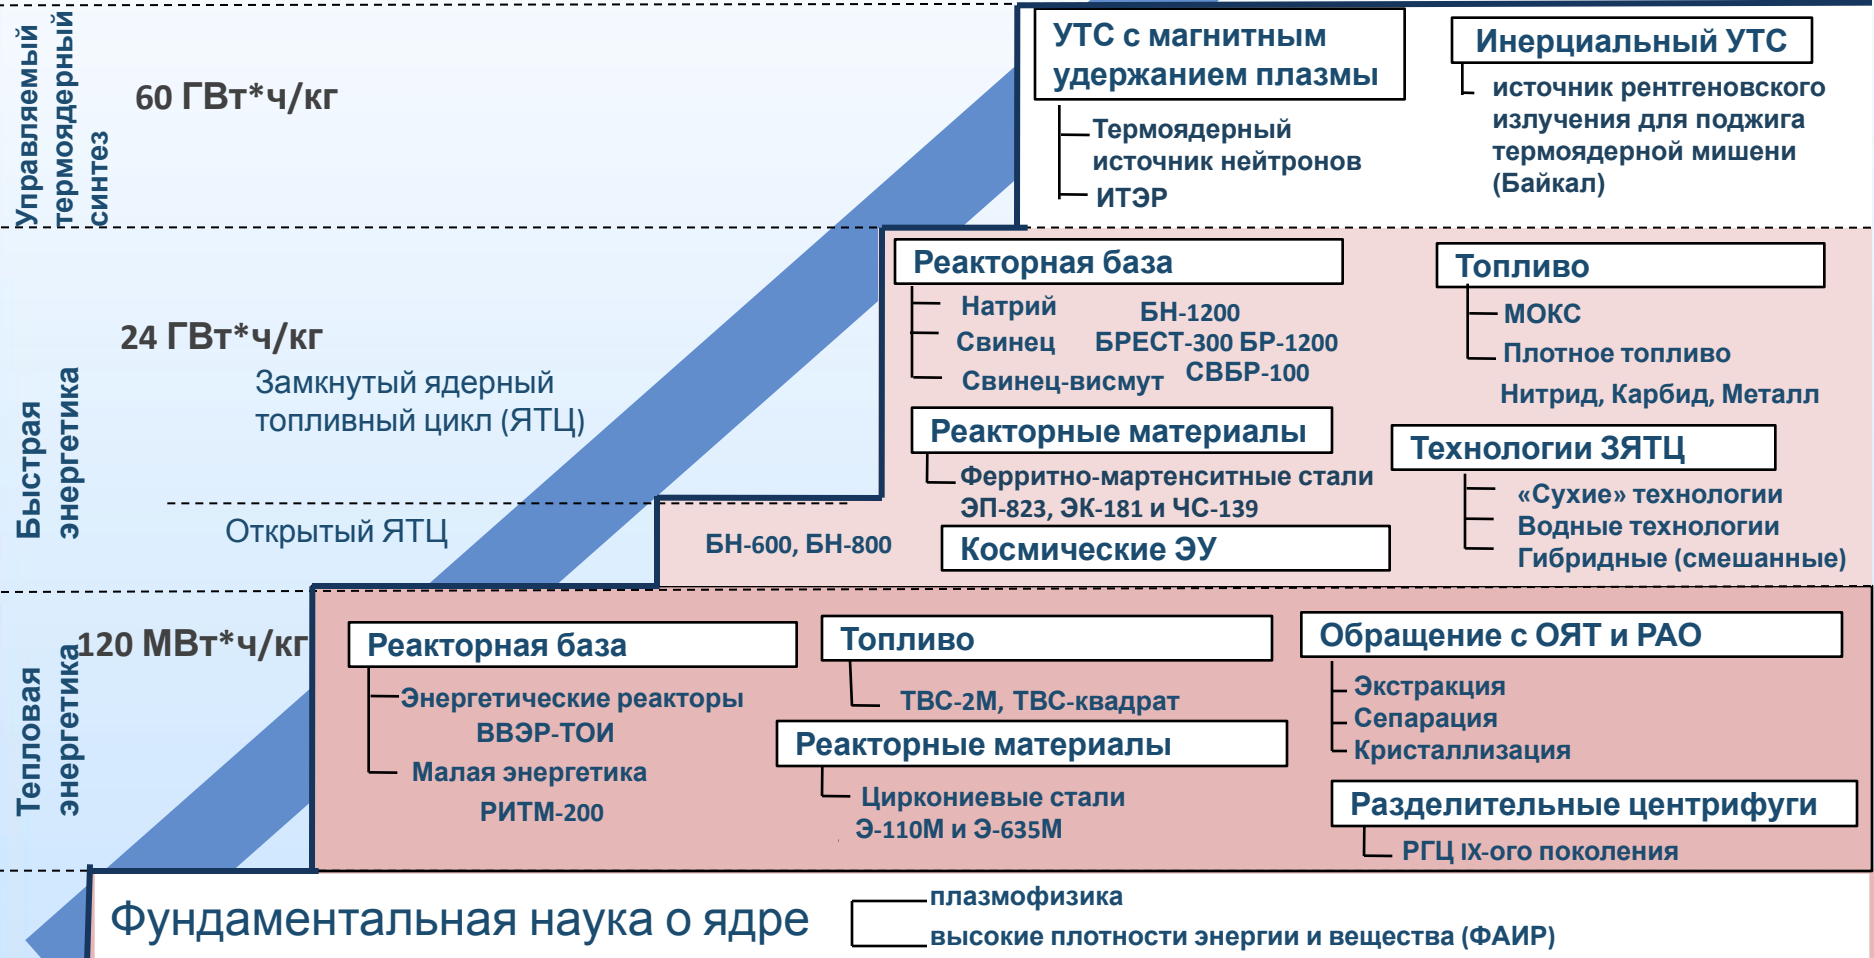 Управляемый
термоядерный
синтез
60 ГВт*ч/кг
УТС с магнитным
удержанием плазмы
Термоядерный
источник нейтронов
ИТЭР
Инерциальный УТС
источник рентгеновского
излучения для поджига
термоядерной мишени
(Байкал)
Быстрая
энергетика
24 ГВт*ч/кг
Замкнутый ядерный
топливный цикл (ЯТЦ)
Открытый ЯТЦ
Реакторная база
Натрий БН-1200
Свинец БРЕСТ-300 БР-1200
Свинец-висмут СВБР-100
Реакторные материалы
Ферритно-мартенситные стали
ЭП-823, ЭК-181 и ЧС-139
БН-600, БН-800
Космические ЭУ
Топливо
МОКС
Плотное топливо
Нитрид, Карбид, Металл
Технологии ЗЯТЦ
«Сухие» технологии
Водные технологии
Гибридные (смешанные)
Тепловая
энергетика
120 МВт*ч/кг
Реакторная база
Энергетические реакторы
ВВЭР-ТОИ
Малая энергетика
РИТМ-200
Топливо
ТВС-2М, ТВС-квадрат
Реакторные материалы
Циркониевые стали
Э-110М и Э-635М
Обращение с ОЯТ и РАО
Экстракция
Сепарация
Кристаллизация
Разделительные центрифуги
РГЦ IX-ого поколения
Фундаментальная наука о ядре
плазмофизика
высокие плотности энергии и вещества (ФАИР)